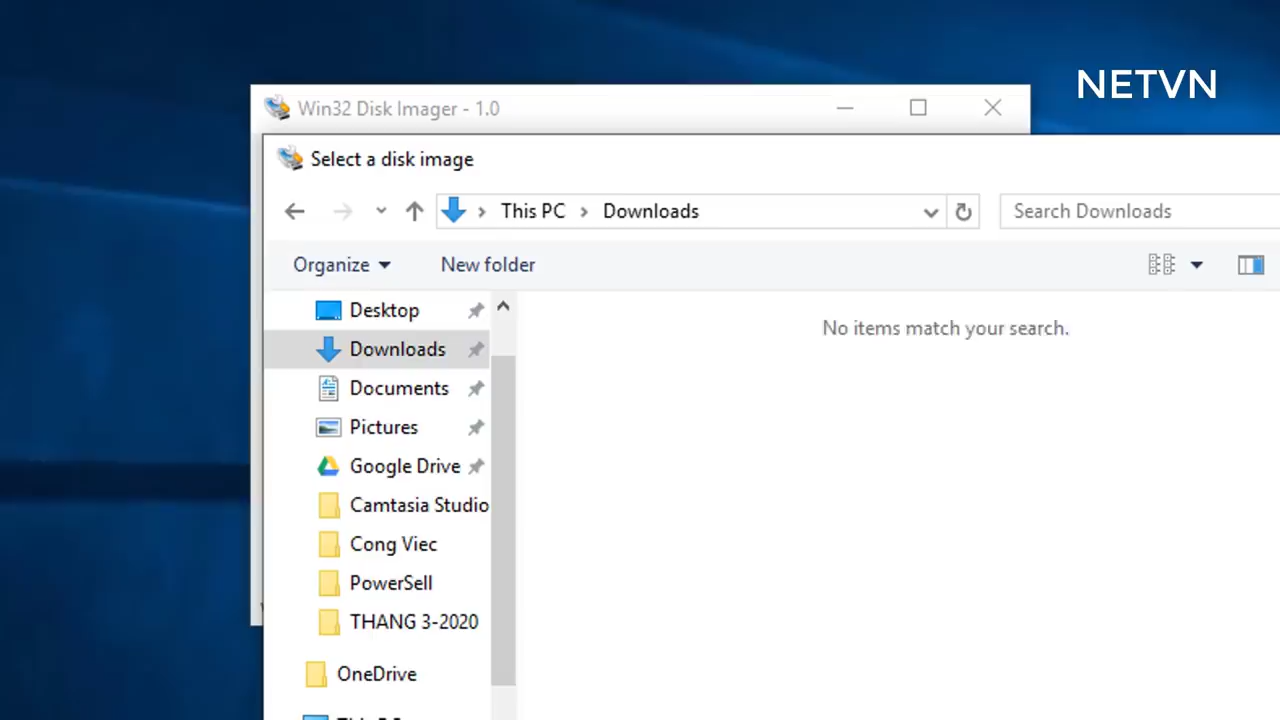 NETVN
Win32 Disk Imager - 1.0
Select a disk image
This PC > Downloads
Search Downloads
Organize
New folder
Desktop
No items match your search.
Downloads
Documents
Pictures
Google Drive
Camtasia Studio
Cong Viec
PowerSell
THANG 3-2020
OneDrive